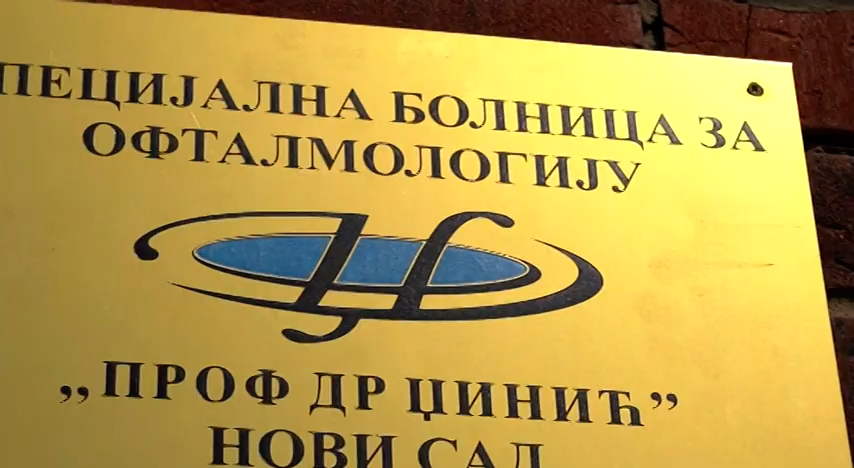 ПЕЦИЈАЛНА БОЛНИЦА ЗА
ОФТАЛМОЛОГИЈУ
„ПРОФ ДР ЏИНИЋ”
НОВИ САД